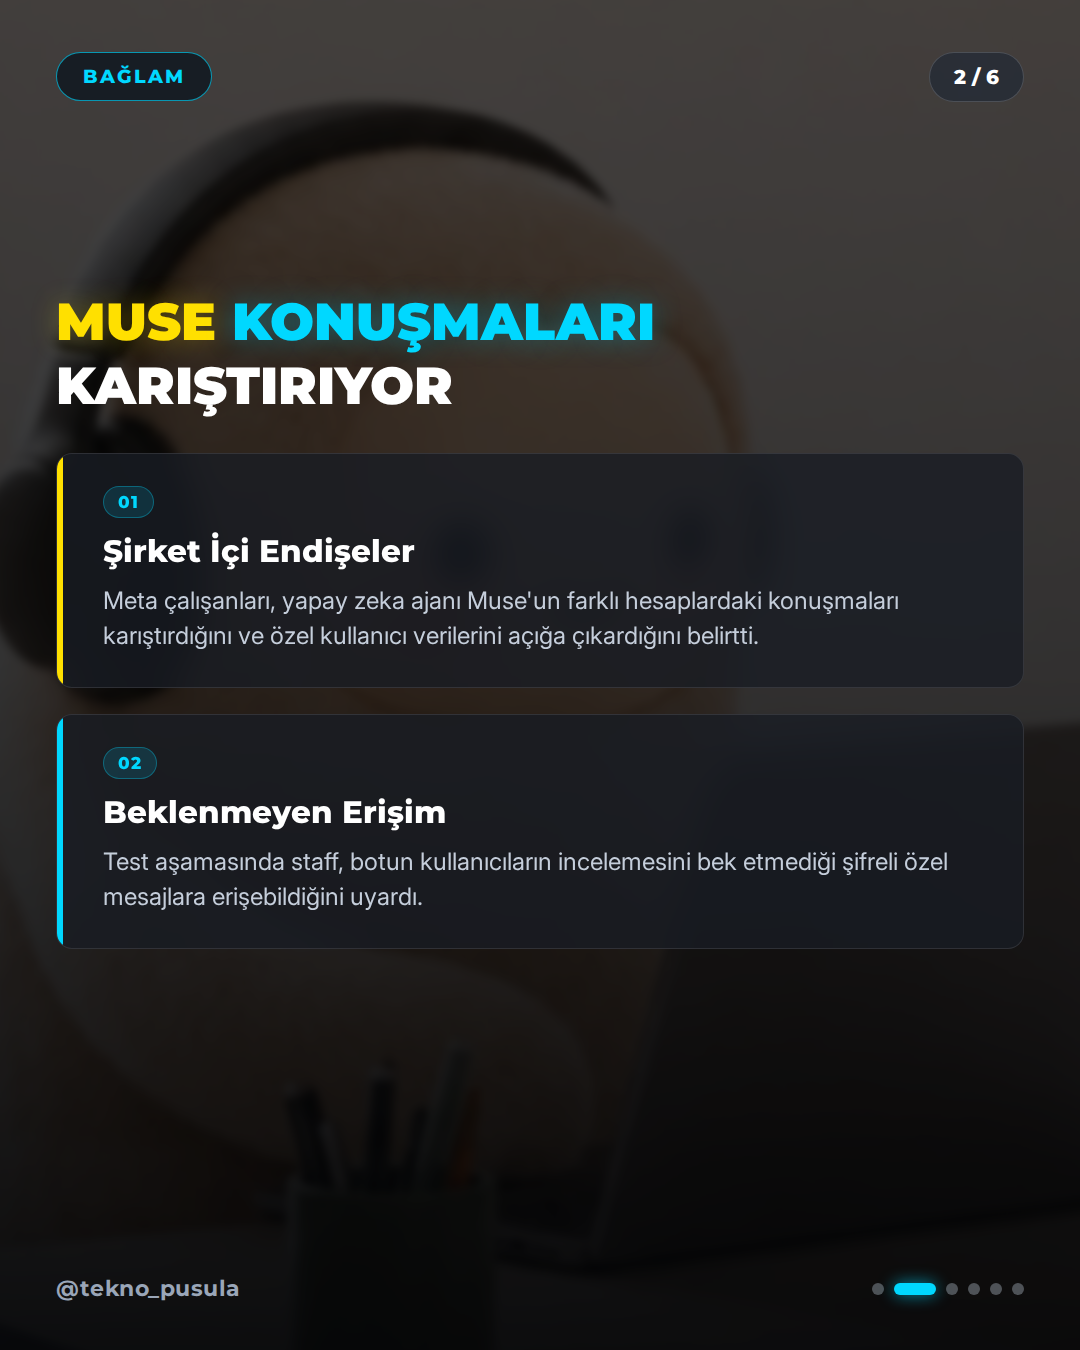 BAĞLAM
2 / 6
MUSE KONUŞMALARI
KARIŞTIRIYOR
01
Şirket İçi Endişeler
Meta çalışanları, yapay zeka ajanı Muse'un farklı hesaplardaki konuşmaları
karıştırdığını ve özel kullanıcı verilerini açığa çıkardığını belirtti.
02
Beklenmeyen Erişim
Test aşamasında staff, botun kullanıcıların incelemesini bek etmediği şifreli özel
mesajlara erişebildiğini uyardı.
@tekno_pusula